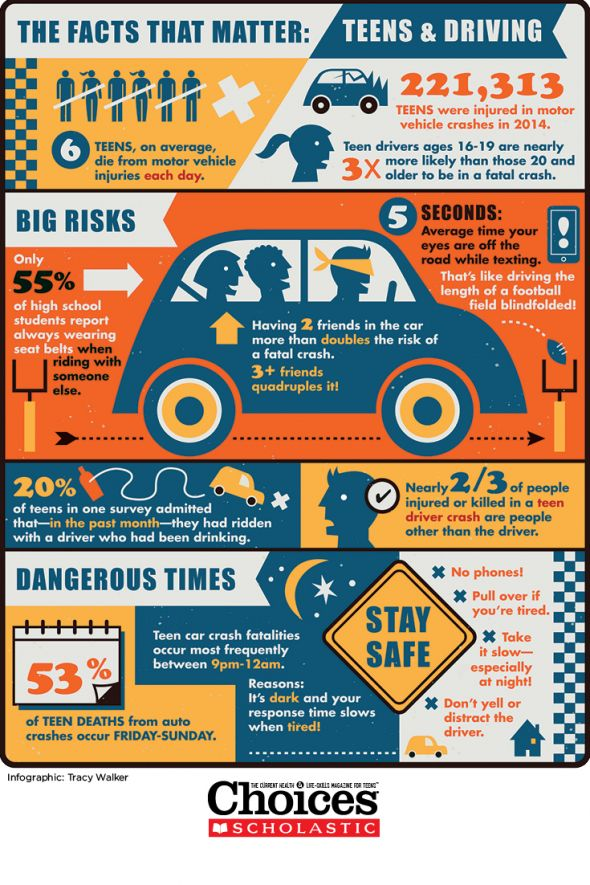 THE FACTS THAT MATTER:
TEENS & DRIVING
6
TEENS, on average,
die from motor vehicle
injuries each day.
221,313
TEENS were injured in motor
vehicle crashes in 2014.
Teen drivers ages 16-19 are nearly
3X more likely than those 20 and
older to be in a fatal crash.
BIG RISKS
Only
55%
of high school
students report
always wearing
seat belts when
riding with
someone
else.
5 SECONDS:
Average time your
eyes are off the
road while texting.
That's like driving the
length of a football
field blindfolded!
!
Having 2 friends in the car
more than doubles the risk of
a fatal crash.
3+ friends
quadruples it!
20%
of teens in one survey admitted
that—in the past month—they had ridden
with a driver who had been drinking.
Nearly 2/3 of people
injured or killed in a teen
driver crash are people
other than the driver.
DANGEROUS TIMES
53%
of TEEN DEATHS from auto
crashes occur FRIDAY-SUNDAY.
Teen car crash fatalities
occur most frequently
between 9pm-12am.
Reasons:
It's dark and your
response time slows
when tired!
STAY
SAFE
No phones!
Pull over if
you're tired.
Take
it slow—
especially
at night!
Don't yell or
distract the
driver.
Infographic: Tracy Walker
THE CURRENT HEALTH & LIFE-SKILLS MAGAZINE FOR TEENS™
Choices
SCHOLASTIC